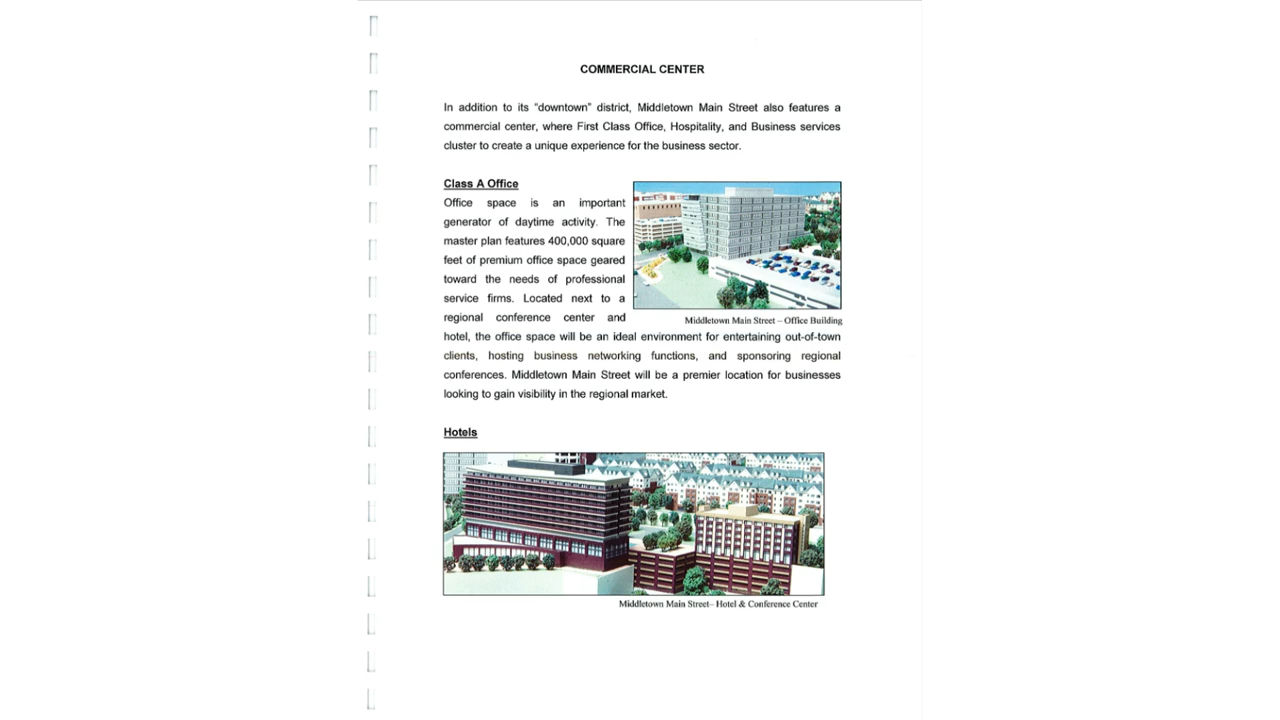 COMMERCIAL CENTER
In addition to its "downtown" district, Middletown Main Street also features a
commercial center, where First Class Office, Hospitality, and Business services
cluster to create a unique experience for the business sector.
Class A Office
Office space is an important
generator of daytime activity. The
master plan features 400,000 square
feet of premium office space geared
toward the needs of professional
service firms. Located next to a
regional conference center and
Middletown Main Street – Office Building
hotel, the office space will be an ideal environment for entertaining out-of-town
clients, hosting business networking functions, and sponsoring regional
conferences. Middletown Main Street will be a premier location for businesses
looking to gain visibility in the regional market.
Hotels
Middletown Main Street– Hotel & Conference Center